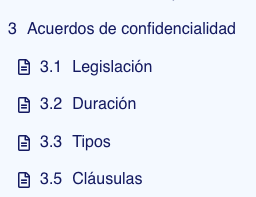 3 Acuerdos de confidencialidad
3.1 Legislación
3.2 Duración
3.3 Tipos
3.5 Cláusulas